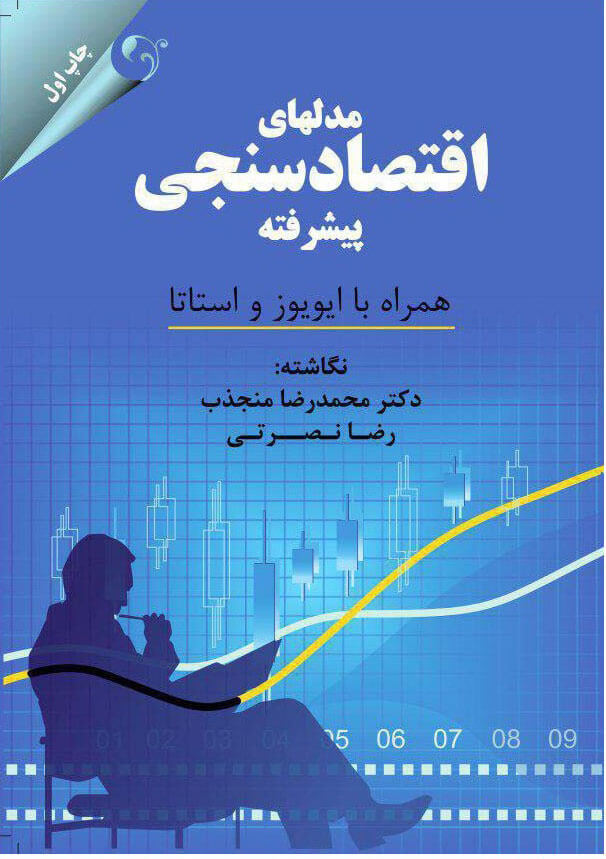 چاپ اول
مدلهای
اقتصادسنجی
پیشرفته
همراه با ایویوز و استاتا
نگاشته:
دکتر محمدرضا منجذب
رضا نصرتی
01 02 03 04 05 06 07 08 09